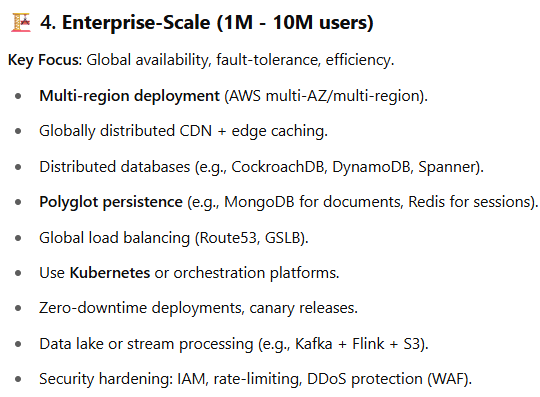 4. Enterprise-Scale (1M - 10M users)
Key Focus: Global availability, fault-tolerance, efficiency.
• Multi-region deployment (AWS multi-AZ/multi-region).
• Globally distributed CDN + edge caching.
• Distributed databases (e.g., CockroachDB, DynamoDB, Spanner).
• Polyglot persistence (e.g., MongoDB for documents, Redis for sessions).
• Global load balancing (Route53, GSLB).
• Use Kubernetes or orchestration platforms.
• Zero-downtime deployments, canary releases.
• Data lake or stream processing (e.g., Kafka + Flink + S3).
• Security hardening: IAM, rate-limiting, DDoS protection (WAF).